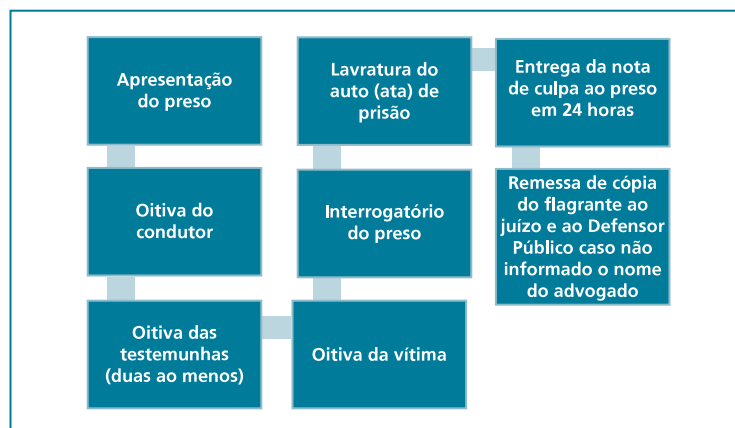 Apresentação
do preso
Oitiva do
condutor
Oitiva das
testemunhas
(duas ao menos)
Oitiva da vítima
Interrogatório
do preso
Lavratura do
auto (ata) de
prisão
Entrega da nota
de culpa ao preso
em 24 horas
Remessa de cópia
do flagrante ao
juízo e ao Defensor
Público caso não
informado o nome
do advogado